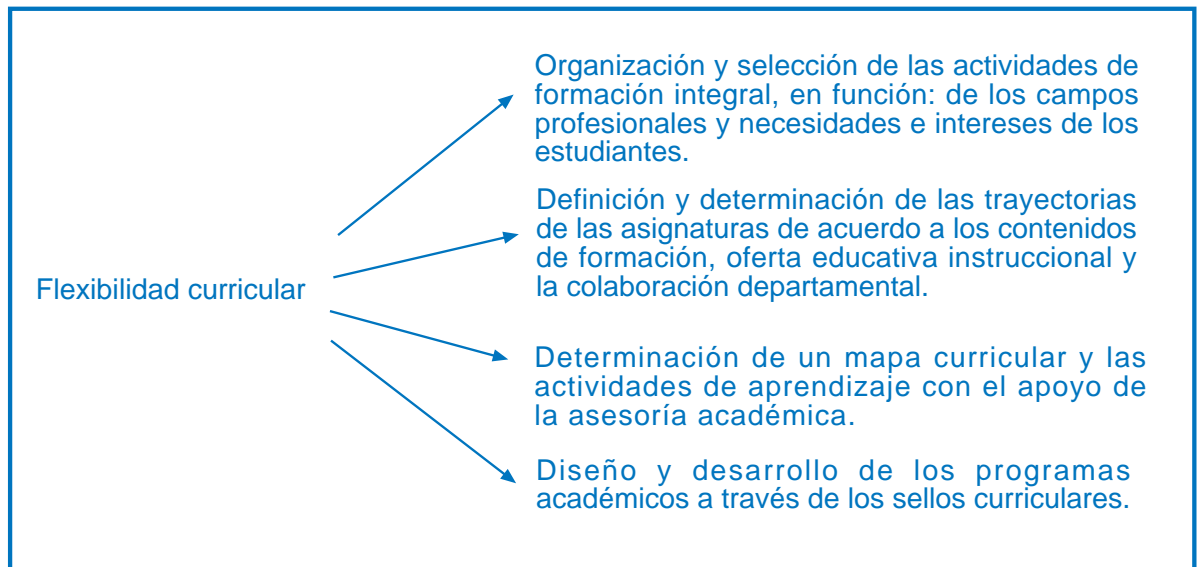 Organización y selección de las actividades de
formación integral, en función: de los campos
profesionales y necesidades e intereses de los
estudiantes.
Definición y determinación de las trayectorias
de las asignaturas de acuerdo a los contenidos
de formación, oferta educativa instruccional y
la colaboración departamental.
Flexibilidad curricular
Determinación de un mapa curricular y las
actividades de aprendizaje con el apoyo de
la asesoría académica.
Diseño y desarrollo de los programas
académicos a través de los sellos curriculares.